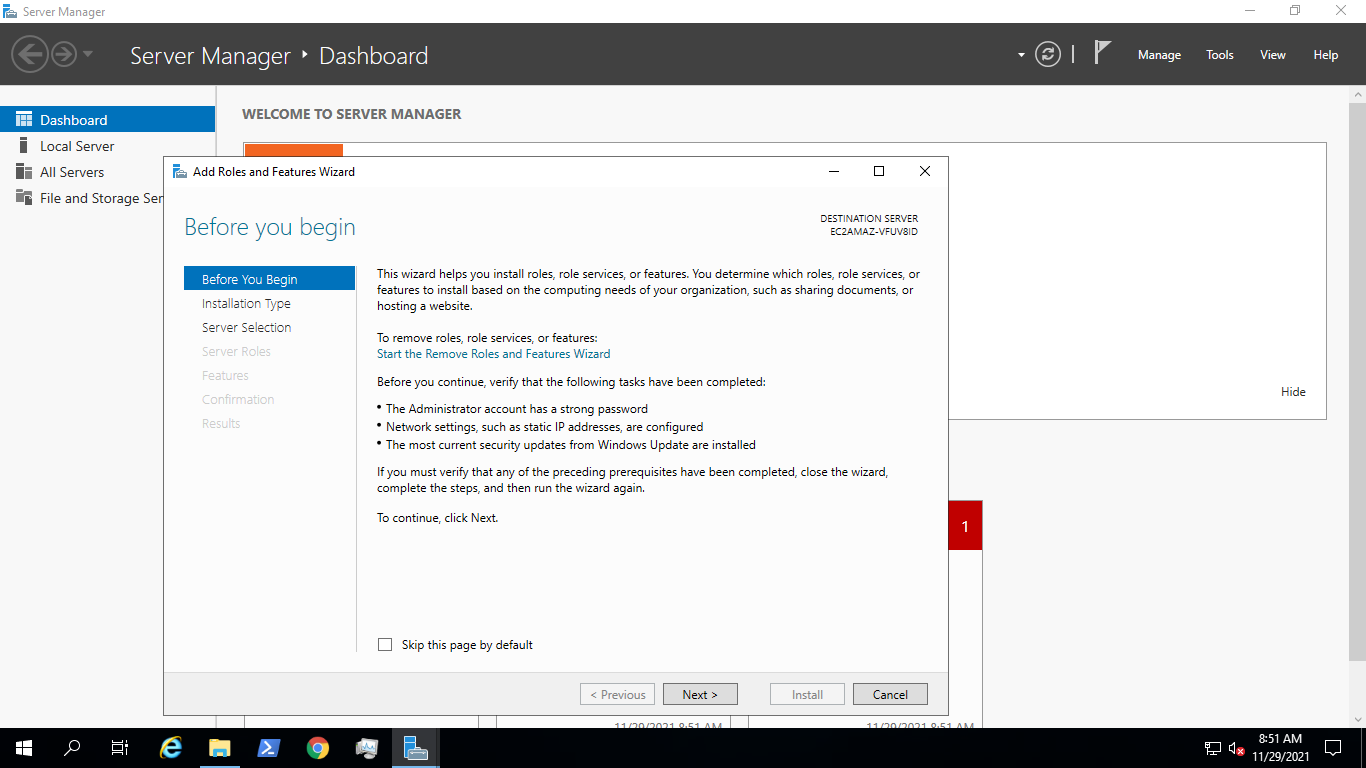 Server Manager
Server Manager
Dashboard
Manage
Tools
View
Help
Dashboard
Local Server
All Servers
File and Storage Ser
WELCOME TO SERVER MANAGER
Hide
1
Add Roles and Features Wizard
Before you begin
DESTINATION SERVER
EC2AMAZ-VFUV8ID
Before You Begin
Installation Type
Server Selection
Server Roles
Features
Confirmation
Results
This wizard helps you install roles, role services, or features. You determine which roles, role services, or
features to install based on the computing needs of your organization, such as sharing documents, or
hosting a website.
To remove roles, role services, or features:
Start the Remove Roles and Features Wizard
Before you continue, verify that the following tasks have been completed:
• The Administrator account has a strong password
• Network settings, such as static IP addresses, are configured
• The most current security updates from Windows Update are installed
If you must verify that any of the preceding prerequisites have been completed, close the wizard,
complete the steps, and then run the wizard again.
To continue, click Next.
Skip this page by default
< Previous
Next >
Install
Cancel
11/29/2021 8:51 AM
11/29/2021 8:51 AM
8:51 AM
11/29/2021